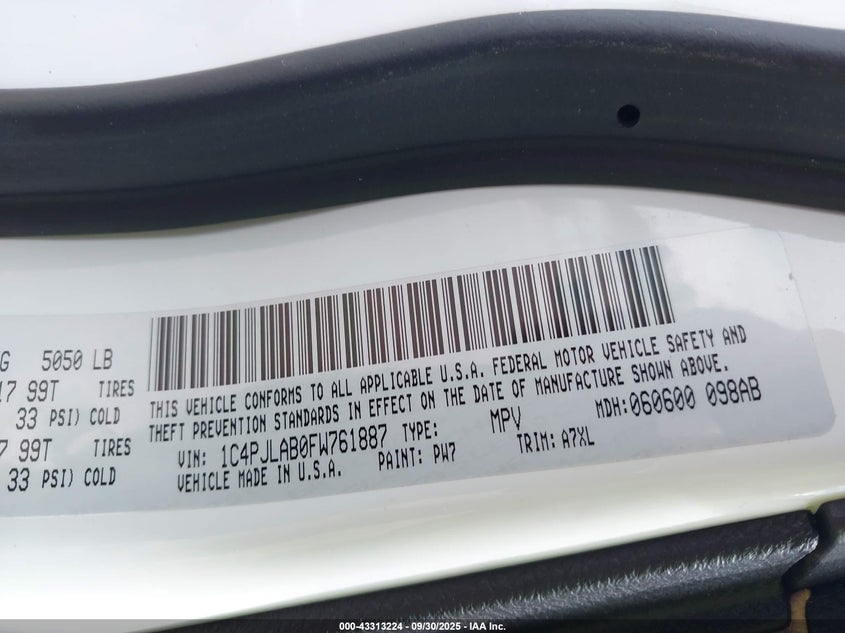 G 5050 LB
17 99T TIRES
33 PSI) COLD
7 99T TIRES
33 PSI) COLD
THIS VEHICLE CONFORMS TO ALL APPLICABLE U.S.A. FEDERAL MOTOR VEHICLE SAFETY AND
THEFT PREVENTION STANDARDS IN EFFECT ON THE DATE OF MANUFACTURE SHOWN ABOVE.
VIN: 1C4PJLAB0FW761887 TYPE: MPV MDH:060600 098AB
VEHICLE MADE IN U.S.A. PAINT: PW7 TRIM: A7XL
000-43313224 - 09/30/2025 - IAA Inc.